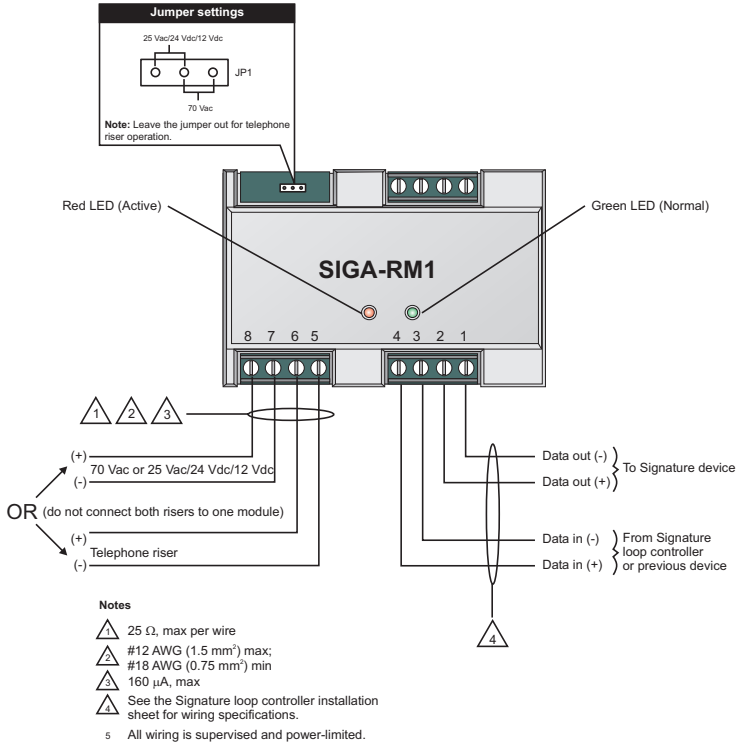 Jumper settings
25 Vac/24 Vdc/12 Vdc
JP1
70 Vac
Note: Leave the jumper out for telephone
riser operation.
Red LED (Active)
Green LED (Normal)
SIGA-RM1
8 7 6 5 4 3 2 1
1 2 3
(+)
70 Vac or 25 Vac/24 Vdc/12 Vdc
(-)
OR (do not connect both risers to one module)
(+)
Telephone riser
(-)
Data out (-)
Data out (+)
To Signature device
Data in (-)
Data in (+)
From Signature
loop controller
or previous device
4
Notes
1 25 Ω, max per wire
2 #12 AWG (1.5 mm²) max;
#18 AWG (0.75 mm²) min
3 160 µA, max
4 See the Signature loop controller installation
sheet for wiring specifications.
5 All wiring is supervised and power-limited.